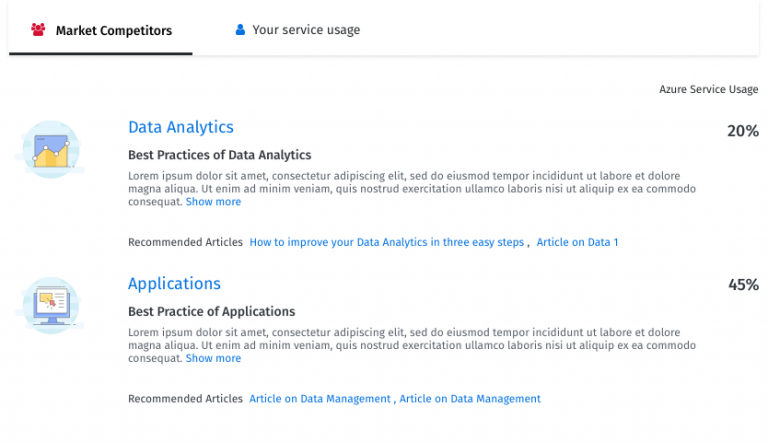 Market Competitors
Your service usage
Azure Service Usage
Data Analytics
20%
Best Practices of Data Analytics
Lorem ipsum dolor sit amet, consectetur adipiscing elit, sed do eiusmod tempor incididunt ut labore et dolore
magna aliqua. Ut enim ad minim veniam, quis nostrud exercitation ullamco laboris nisi ut aliquip ex ea commodo
consequat. Show more
Recommended Articles How to improve your Data Analytics in three easy steps , Article on Data 1
Applications
45%
Best Practice of Applications
Lorem ipsum dolor sit amet, consectetur adipiscing elit, sed do eiusmod tempor incididunt ut labore et dolore
magna aliqua. Ut enim ad minim veniam, quis nostrud exercitation ullamco laboris nisi ut aliquip ex ea commodo
consequat. Show more
Recommended Articles Article on Data Management , Article on Data Management